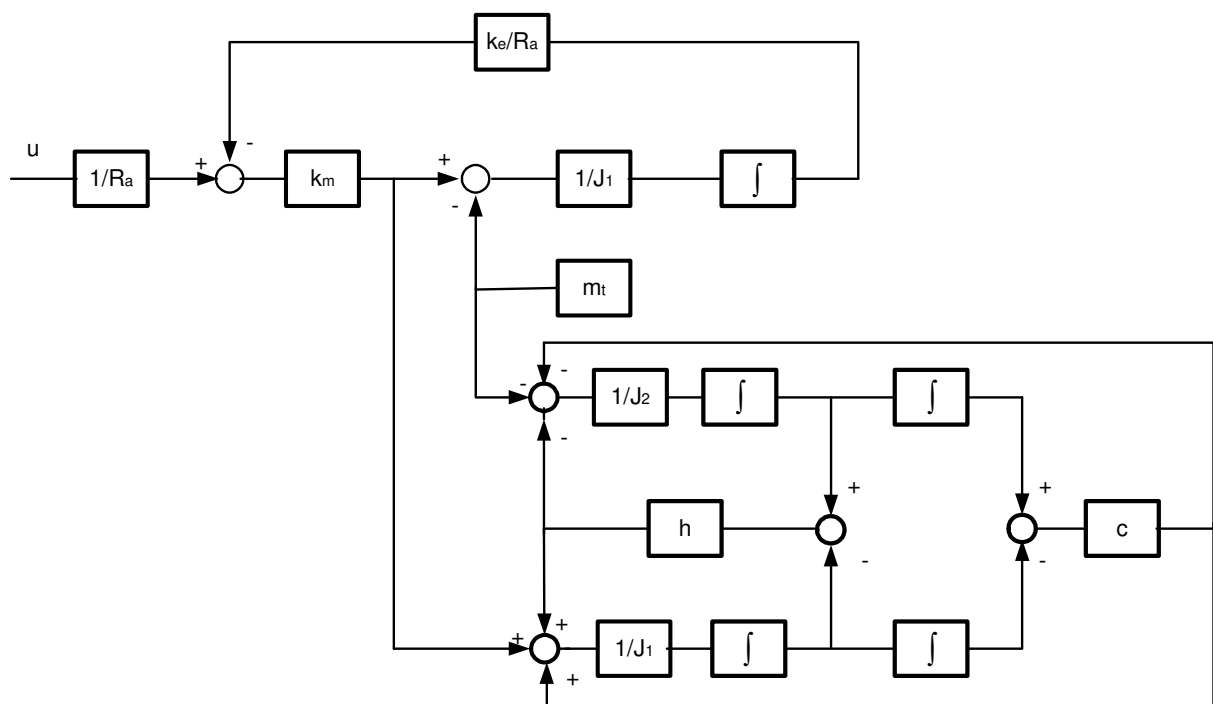 kₑ/Rₐ
-
u
1/Rₐ
+
kₘ
+
-
1/J₁
∫
mₜ
-
-
-
1/J₂
∫
∫
+
+
h
c
-
-
+
+
-
1/J₁
∫
∫
+